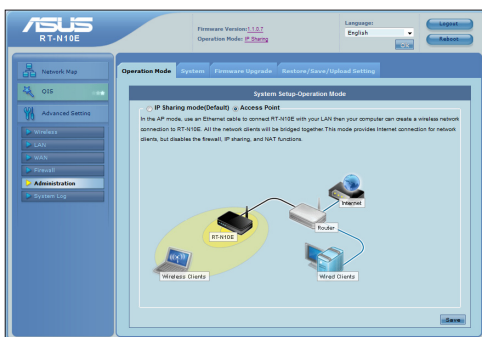 ASUS
RT-N10E
Firmware Version:1.1.0.7
Operation Mode: IP Sharing
Language:
English
OK
Logout
Reboot
Network Map
QIS
Advanced Setting
Wireless
LAN
WAN
Firewall
Administration
System Log
Operation Mode System Firmware Upgrade Restore/Save/Upload Setting
System Setup-Operation Mode
IP Sharing mode(Default) Access Point
In the AP mode, use an Ethernet cable to connect RT-N10E with your LAN then your computer can create a wireless network
connection to RT-N10E. All the network clients will be bridged together.This mode provides Internet connection for network
clients, but disables the firewall, IP sharing, and NAT functions.
Internet
Router
RT-N10E
Wireless Clients
Wired Clients
Save